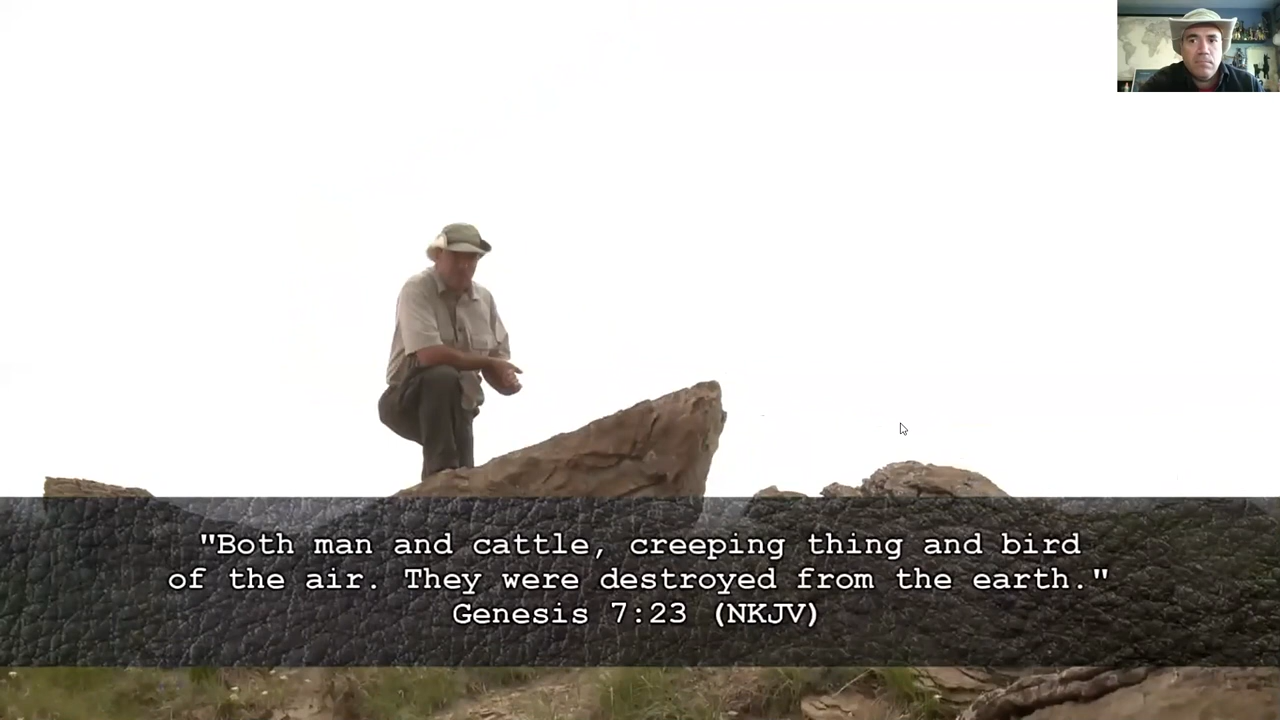 "Both man and cattle, creeping thing and bird
of the air. They were destroyed from the earth."
Genesis 7:23 (NKJV)